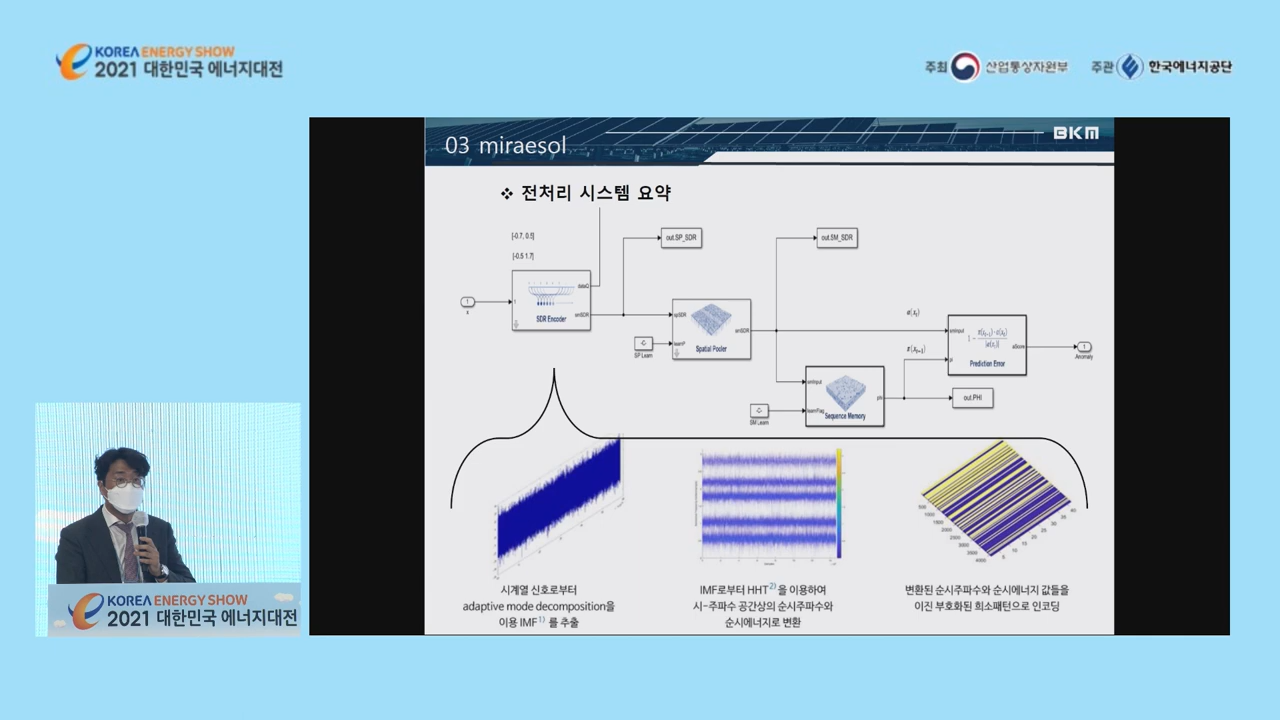 KOREA ENERGY SHOW
2021 대한민국 에너지대전
주최 산업통상자원부 주관 한국에너지공단
03 miraesol
BKM
❖ 전처리 시스템 요약
[-0.7, 0.5]
[-0.5 1.7]
out.SP_SDR
out.SM_SDR
SDR Encoder
1
x
Spatial Pooler
SP Learn
Sequence Memory
SM Learn
Prediction Error
1
Anomaly
out.PHI
시계열 신호로부터
adaptive mode decomposition을
이용 IMF1) 를 추출
IMF로부터 HHT2)을 이용하여
시-주파수 공간상의 순시주파수와
순시에너지로 변환
변환된 순시주파수와 순시에너지 값들을
이진 부호화된 희소패턴으로 인코딩
KOREA ENERGY SHOW
2021 대한민국 에너지대전